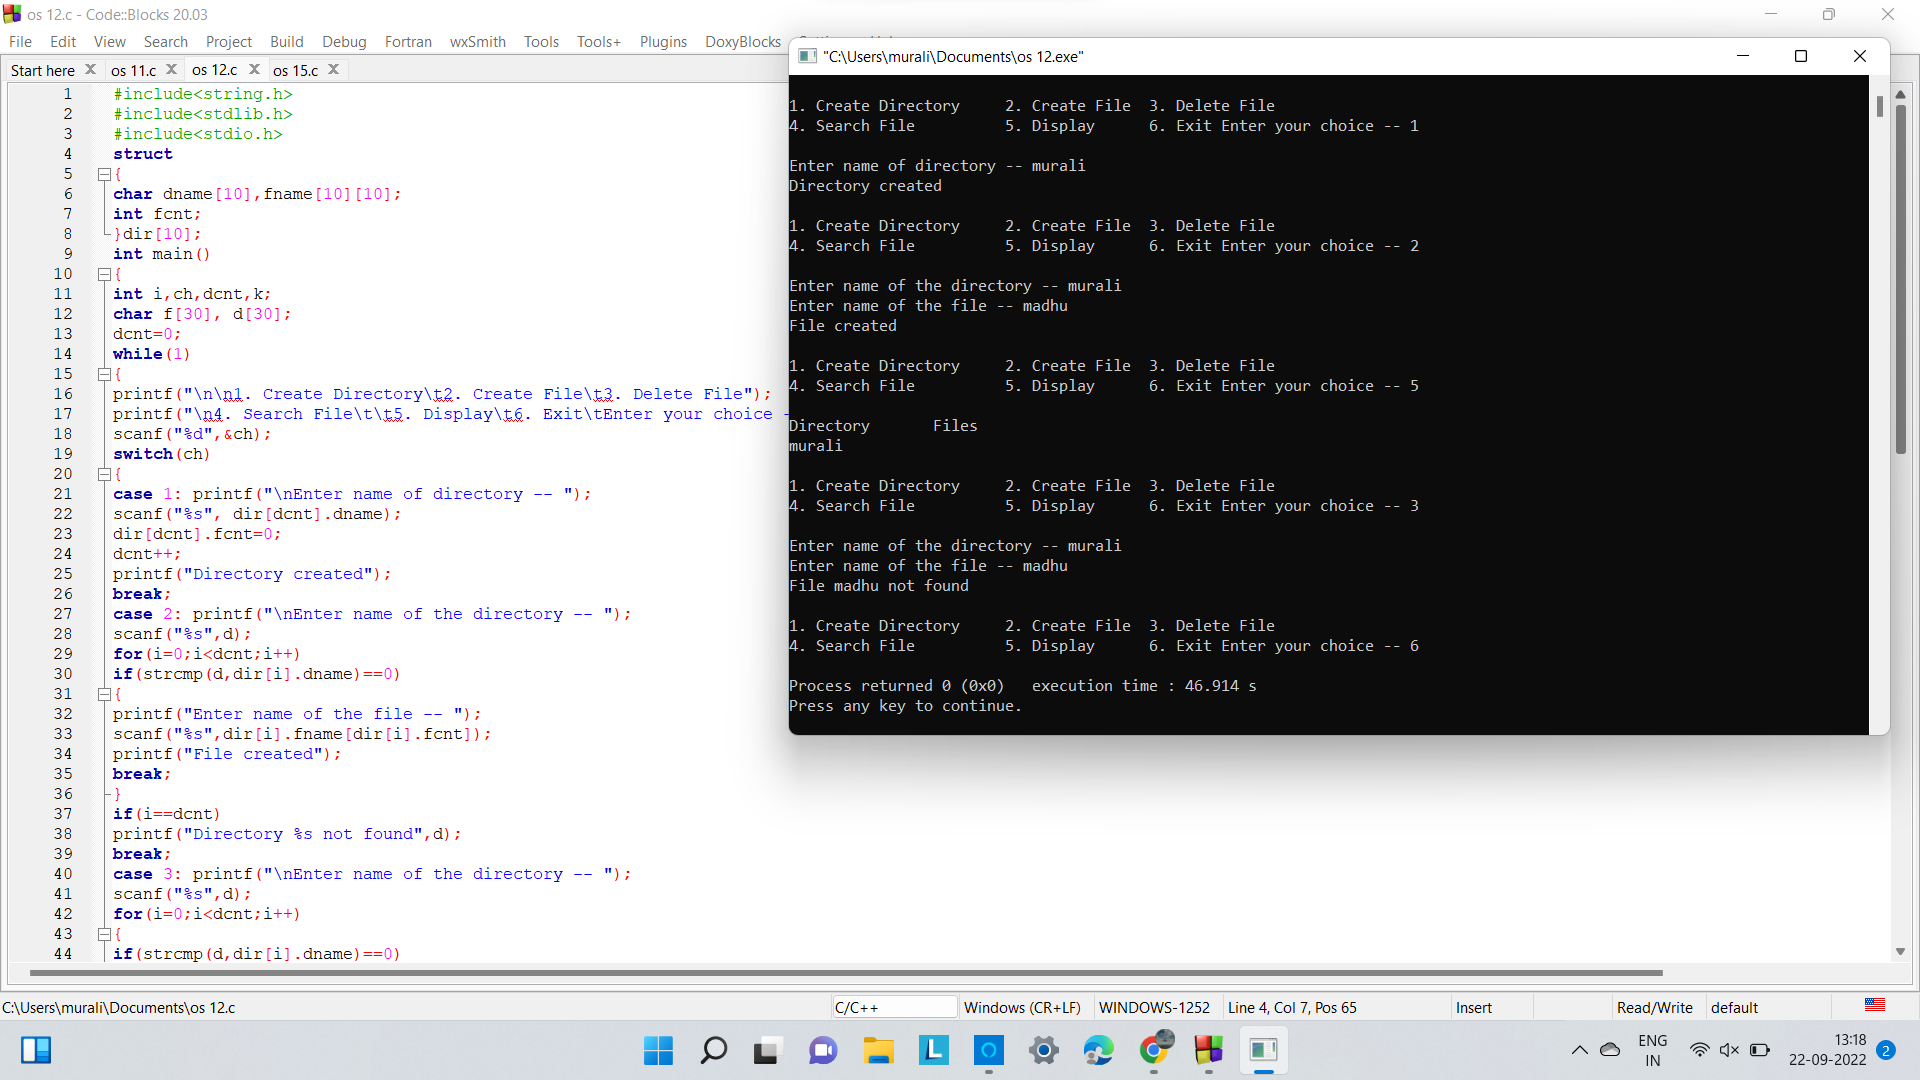 os 12.c - Code::Blocks 20.03
File Edit View Search Project Build Debug Fortran wxSmith Tools Tools+ Plugins DoxyBlocks
Start here os 11.c os 12.c os 15.c
1 #include<string.h>
2 #include<stdlib.h>
3 #include<stdio.h>
4 struct
5 {
6 char dname[10],fname[10][10];
7 int fcnt;
8 }dir[10];
9 int main()
10 {
11 int i,ch,dcnt,k;
12 char f[30], d[30];
13 dcnt=0;
14 while(1)
15 {
16 printf("\n\n1. Create Directory\t2. Create File\t3. Delete File");
17 printf("\n4. Search File\t\t5. Display\t6. Exit\tEnter your choice -
18 scanf("%d",&ch);
19 switch(ch)
20 {
21 case 1: printf("\nEnter name of directory -- ");
22 scanf("%s", dir[dcnt].dname);
23 dir[dcnt].fcnt=0;
24 dcnt++;
25 printf("Directory created");
26 break;
27 case 2: printf("\nEnter name of the directory -- ");
28 scanf("%s",d);
29 for(i=0;i<dcnt;i++)
30 if(strcmp(d,dir[i].dname)==0)
31 {
32 printf("Enter name of the file -- ");
33 scanf("%s",dir[i].fname[dir[i].fcnt]);
34 printf("File created");
35 break;
36 }
37 if(i==dcnt)
38 printf("Directory %s not found",d);
39 break;
40 case 3: printf("\nEnter name of the directory -- ");
41 scanf("%s",d);
42 for(i=0;i<dcnt;i++)
43 {
44 if(strcmp(d,dir[i].dname)==0)
"C:\Users\murali\Documents\os 12.exe"
1. Create Directory 2. Create File 3. Delete File
4. Search File 5. Display 6. Exit Enter your choice -- 1
Enter name of directory -- murali
Directory created
1. Create Directory 2. Create File 3. Delete File
4. Search File 5. Display 6. Exit Enter your choice -- 2
Enter name of the directory -- murali
Enter name of the file -- madhu
File created
1. Create Directory 2. Create File 3. Delete File
4. Search File 5. Display 6. Exit Enter your choice -- 5
Directory Files
murali
1. Create Directory 2. Create File 3. Delete File
4. Search File 5. Display 6. Exit Enter your choice -- 3
Enter name of the directory -- murali
Enter name of the file -- madhu
File madhu not found
1. Create Directory 2. Create File 3. Delete File
4. Search File 5. Display 6. Exit Enter your choice -- 6
Process returned 0 (0x0) execution time : 46.914 s
Press any key to continue.
C:\Users\murali\Documents\os 12.c C/C++ Windows (CR+LF) WINDOWS-1252 Line 4, Col 7, Pos 65 Insert Read/Write default
L
ENG
IN
13:18
22-09-2022
2